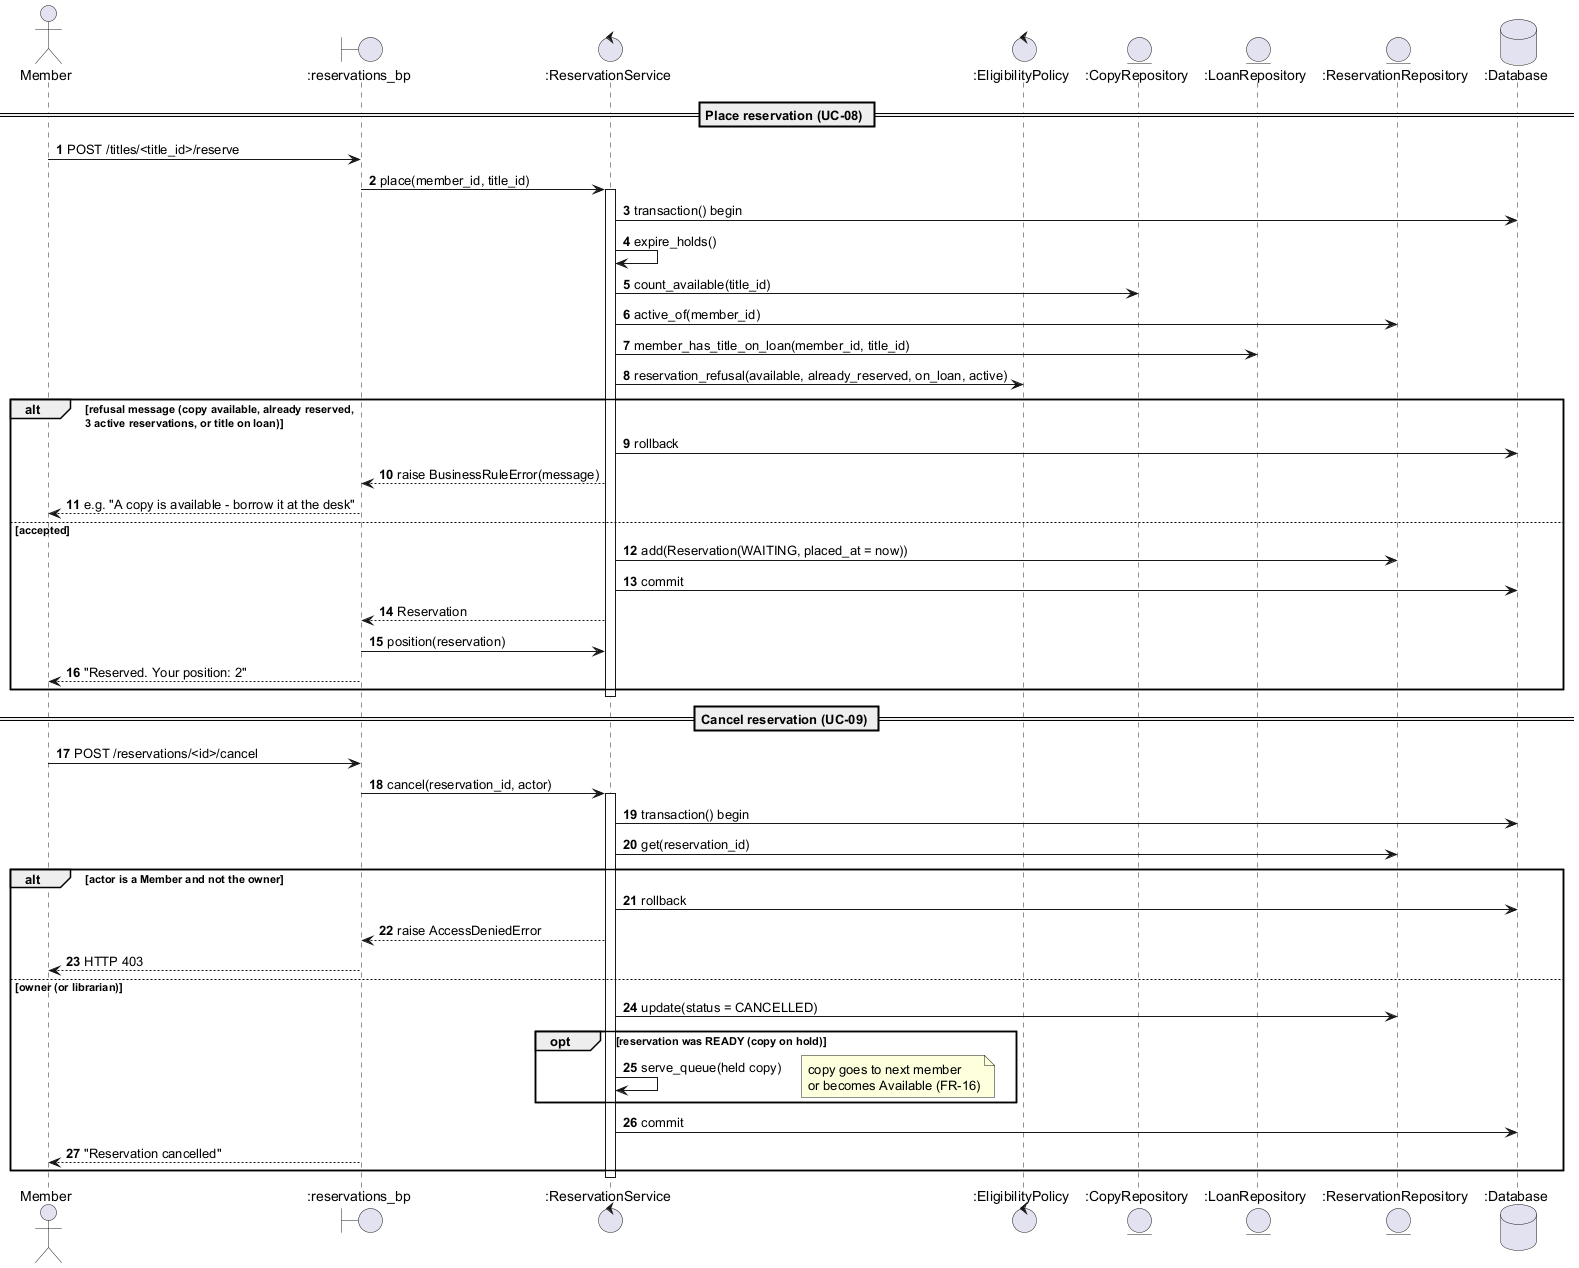 Member
:reservations_bp
:ReservationService
:EligibilityPolicy
:CopyRepository
:LoanRepository
:ReservationRepository
:Database
Place reservation (UC-08)
1 POST /titles/<title_id>/reserve
2 place(member_id, title_id)
3 transaction() begin
4 expire_holds()
5 count_available(title_id)
6 active_of(member_id)
7 member_has_title_on_loan(member_id, title_id)
8 reservation_refusal(available, already_reserved, on_loan, active)
alt
[refusal message (copy available, already reserved,
3 active reservations, or title on loan)]
9 rollback
10 raise BusinessRuleError(message)
11 e.g. "A copy is available - borrow it at the desk"
[accepted]
12 add(Reservation(WAITING, placed_at = now))
13 commit
14 Reservation
15 position(reservation)
16 "Reserved. Your position: 2"
Cancel reservation (UC-09)
17 POST /reservations/<id>/cancel
18 cancel(reservation_id, actor)
19 transaction() begin
20 get(reservation_id)
alt
[actor is a Member and not the owner]
21 rollback
22 raise AccessDeniedError
23 HTTP 403
[owner (or librarian)]
24 update(status = CANCELLED)
opt
[reservation was READY (copy on hold)]
25 serve_queue(held copy)
copy goes to next member
or becomes Available (FR-16)
26 commit
27 "Reservation cancelled"
Member
:reservations_bp
:ReservationService
:EligibilityPolicy
:CopyRepository
:LoanRepository
:ReservationRepository
:Database